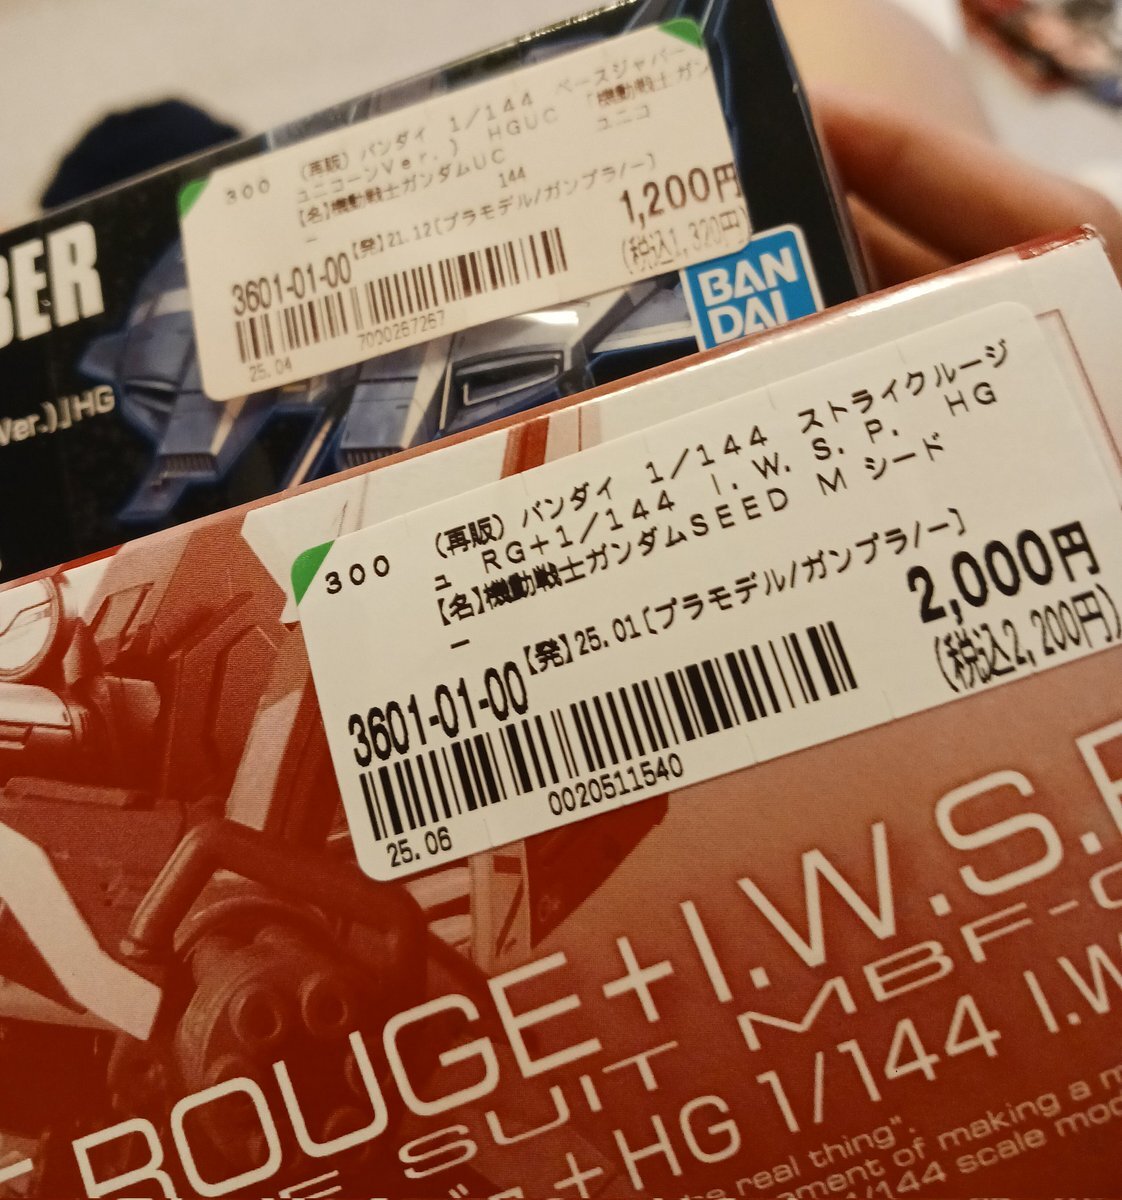 BER
Ver.)』HG
300
(再販) バンダイ 1/144 ベースジャバー
ユニコーンVer.) HGUC 「機動戦士ガン
【名】機動戦士ガンダムUC ユニコ
ー 144
【発】21.12[プラモデル/ガンプラ/ー]
3601-01-00
1,200円
(税込1,320円)
7000267267
25.04
BAN
DAI
300
(再販) バンダイ 1/144 ストライクルージ
ュ RG+1/144 I.W.S.P. HG
【名】機動戦士ガンダムSEED M シード
ー
【発】25.01[プラモデル/ガンプラ/ー]
3601-01-00
2,000円
(税込2,200円)
0020511540
25.06
ROUGE+I.W.S.P
SUIT MBF-0
+HG 1/144 I.W
real thing".
ment of making a m
1/144 scale mod